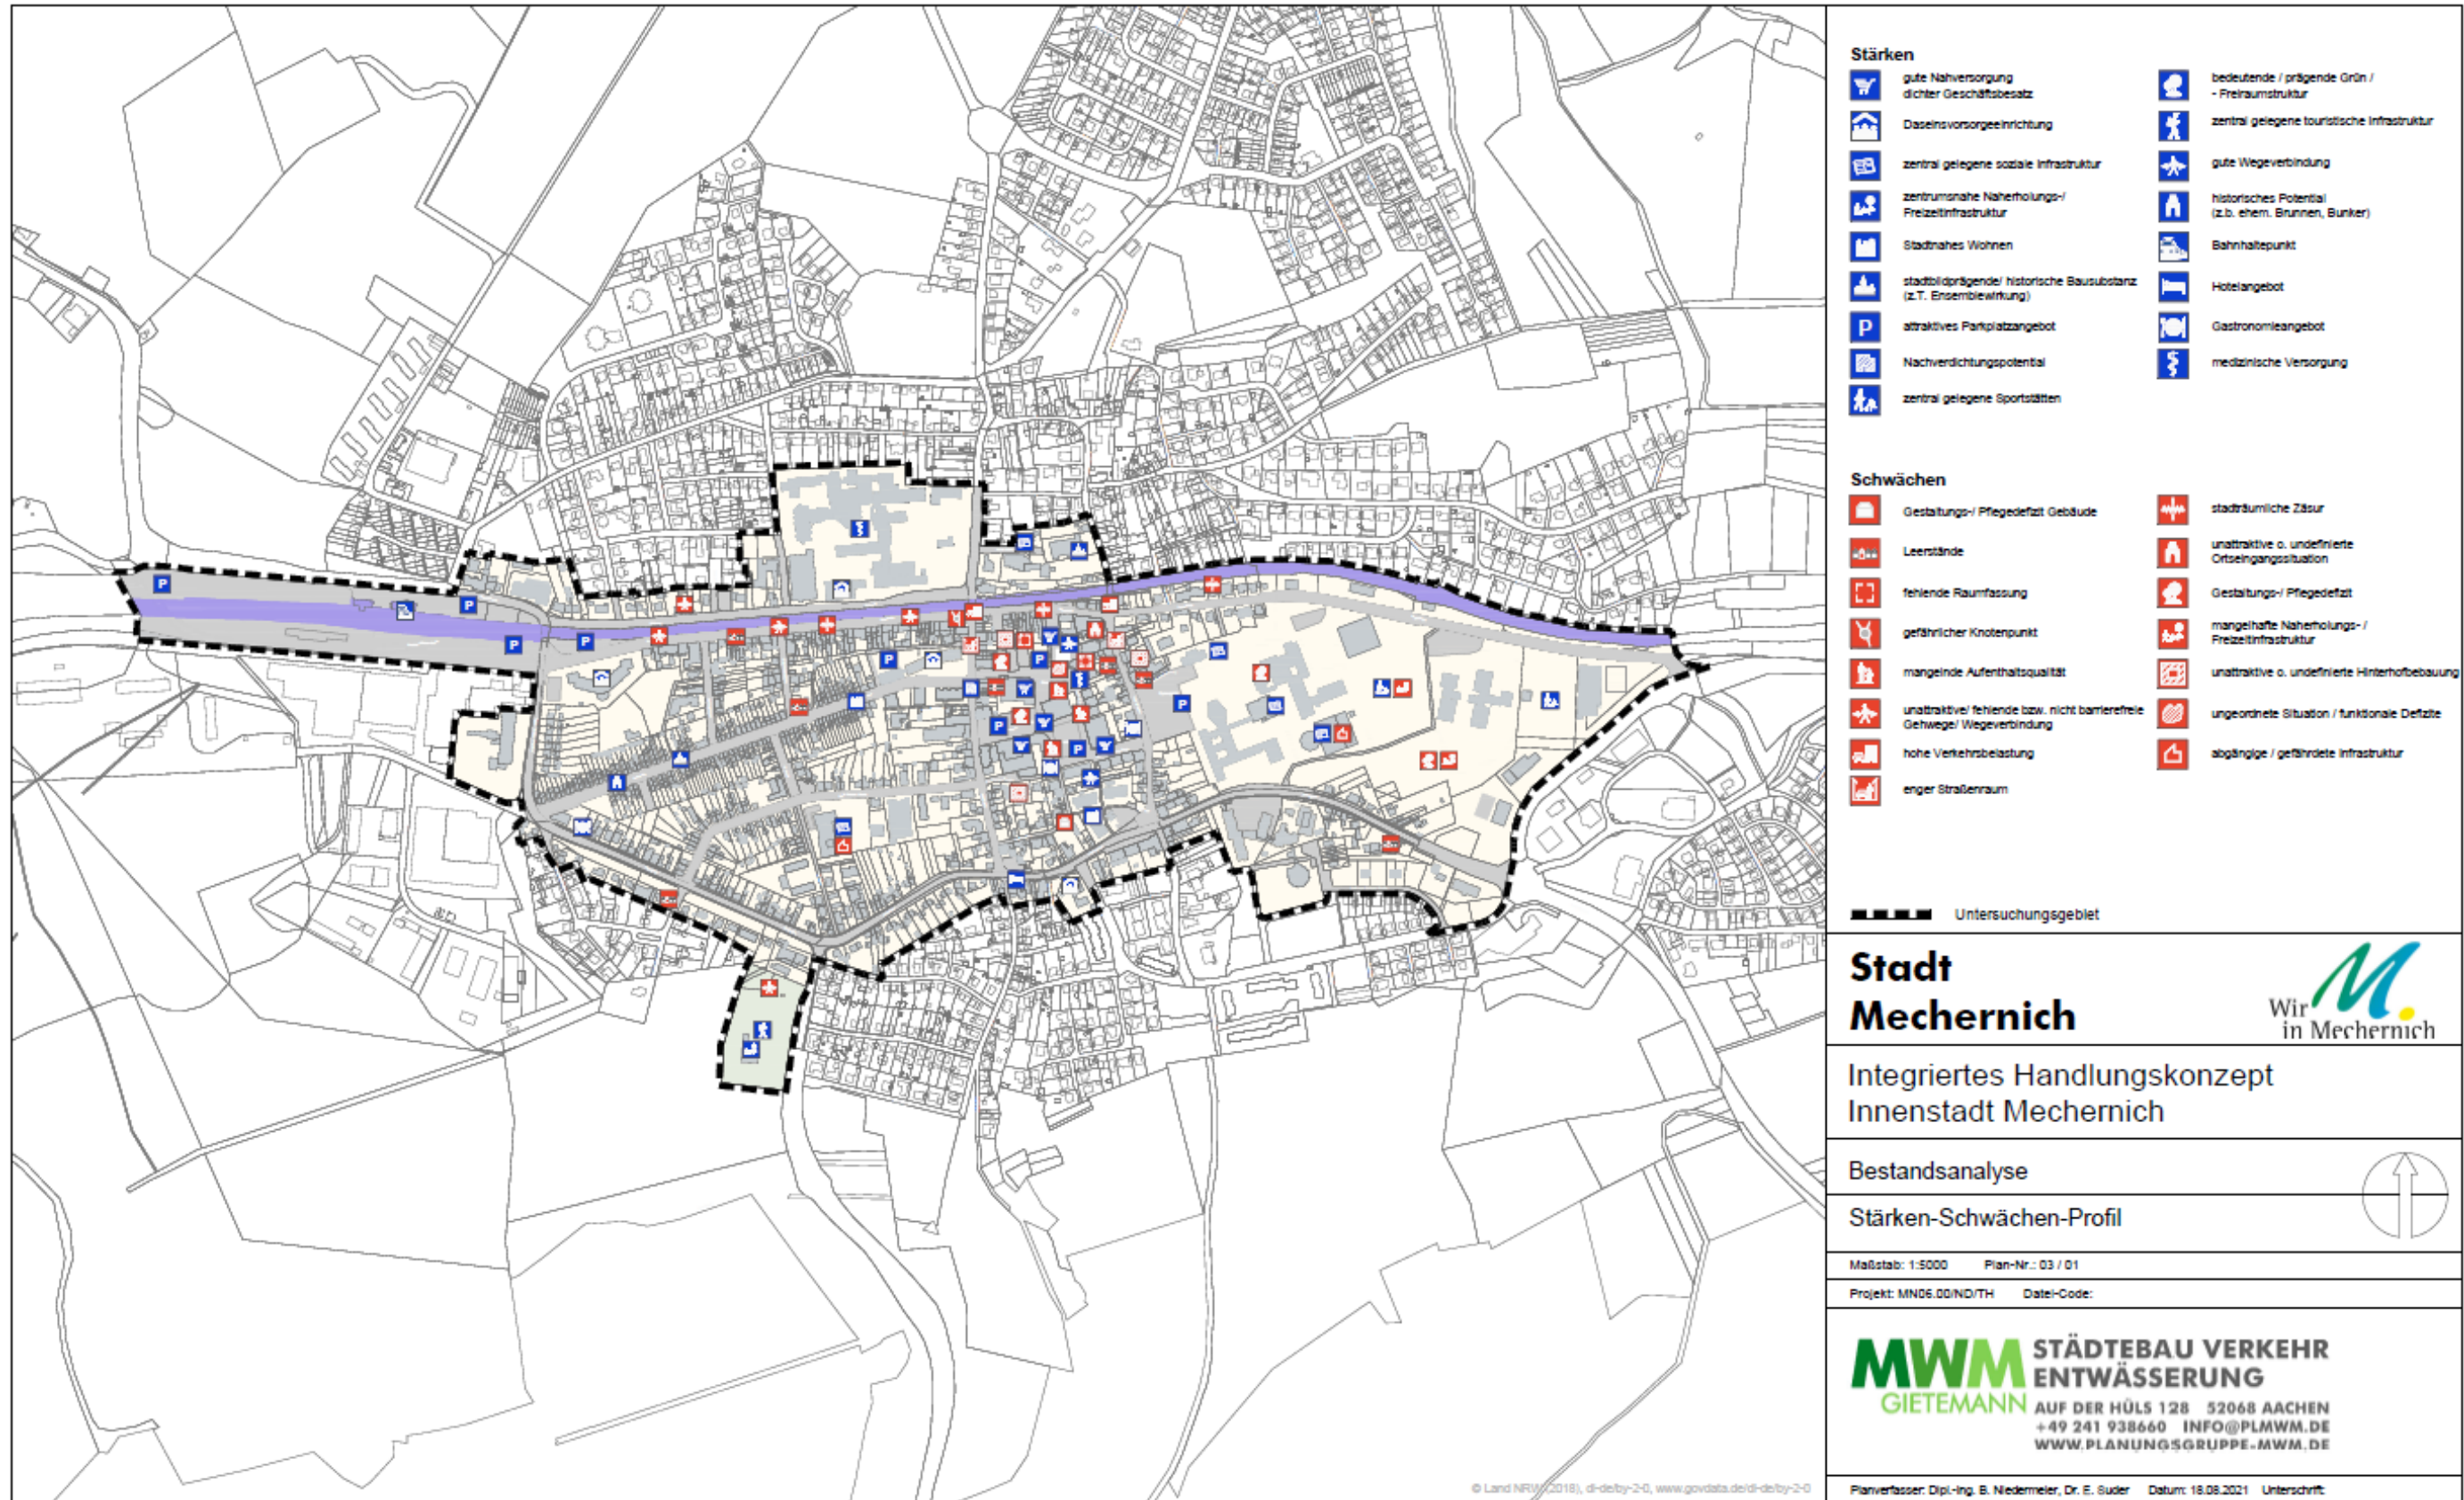 Stärken
gute Nahversorgung
dichter Geschäftsbesatz
Daseinsvorsorgeeinrichtung
zentral gelegene soziale Infrastruktur
zentrumsnahe Naherholungs-/
Freizeitinfrastruktur
Stadtnahes Wohnen
stadtbildprägende/ historische Bausubstanz
(z.T. Ensemblewirkung)
P
attraktives Parkplatzangebot
Nachverdichtungspotential
zentral gelegene Sportstätten
bedeutende / prägende Grün /
- Freiraumstruktur
zentral gelegene touristische Infrastruktur
gute Wegeverbindung
historisches Potential
(z.b. ehem. Brunnen, Bunker)
Bahnhaltepunkt
Hotelangebot
Gastronomieangebot
medizinische Versorgung
Schwächen
Gestaltungs-/ Pflegedefizit Gebäude
Leerstände
fehlende Raumfassung
gefährlicher Knotenpunkt
mangelnde Aufenthaltsqualität
unattraktive/ fehlende bzw. nicht barrierefreie
Gehwege/ Wegeverbindung
hohe Verkehrsbelastung
enger Straßenraum
stadträumliche Zäsur
unattraktive o. undefinierte
Ortseingangssituation
Gestaltungs-/ Pflegedefizit
mangelhafte Naherholungs- /
Freizeitinfrastruktur
unattraktive o. undefinierte Hinterhofbebauung
ungeordnete Situation / funktionale Defizite
abgängige / gefährdete Infrastruktur
Untersuchungsgebiet
Stadt
Mechernich
Wir
in Mechernich
Integriertes Handlungskonzept
Innenstadt Mechernich
Bestandsanalyse
Stärken-Schwächen-Profil
Maßstab: 1:5000 Plan-Nr.: 03 / 01
Projekt: MN06.00/ND/TH Datei-Code:
MWM
GIETEMANN
STÄDTEBAU VERKEHR
ENTWÄSSERUNG
AUF DER HÜLS 128 52068 AACHEN
+49 241 938660 INFO@PLMWM.DE
WWW.PLANUNGSGRUPPE-MWM.DE
Planverfasser: Dipl.-Ing. B. Niedermeier, Dr. E. Suder Datum: 18.08.2021 Unterschrift:
© Land NRW (2018), dl-de/by-2-0, www.govdata.de/dl-de/by-2-0
P
P
P
P
P
P
P
P
P